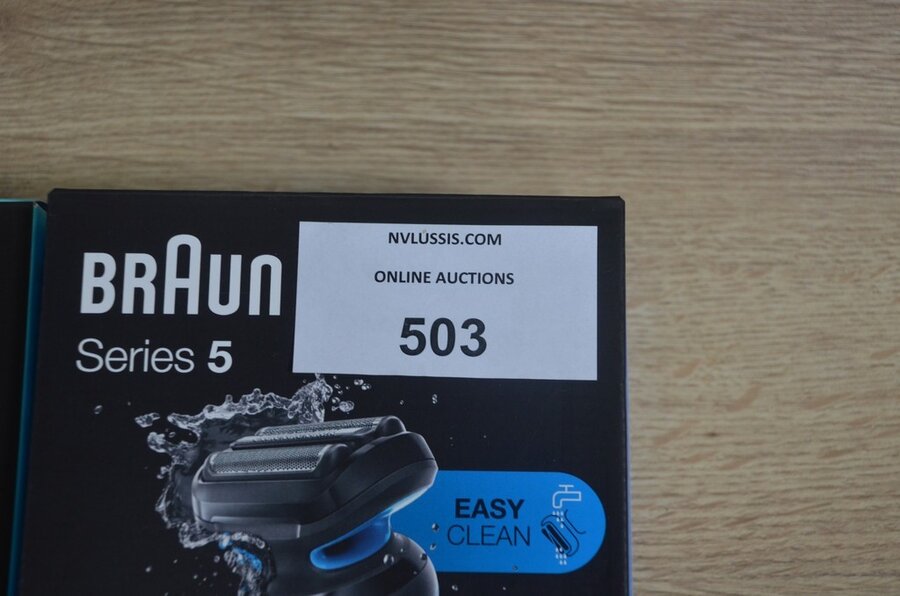 BRAUN
Series 5
NVLUSSIS.COM
ONLINE AUCTIONS
503
EASY
CLEAN